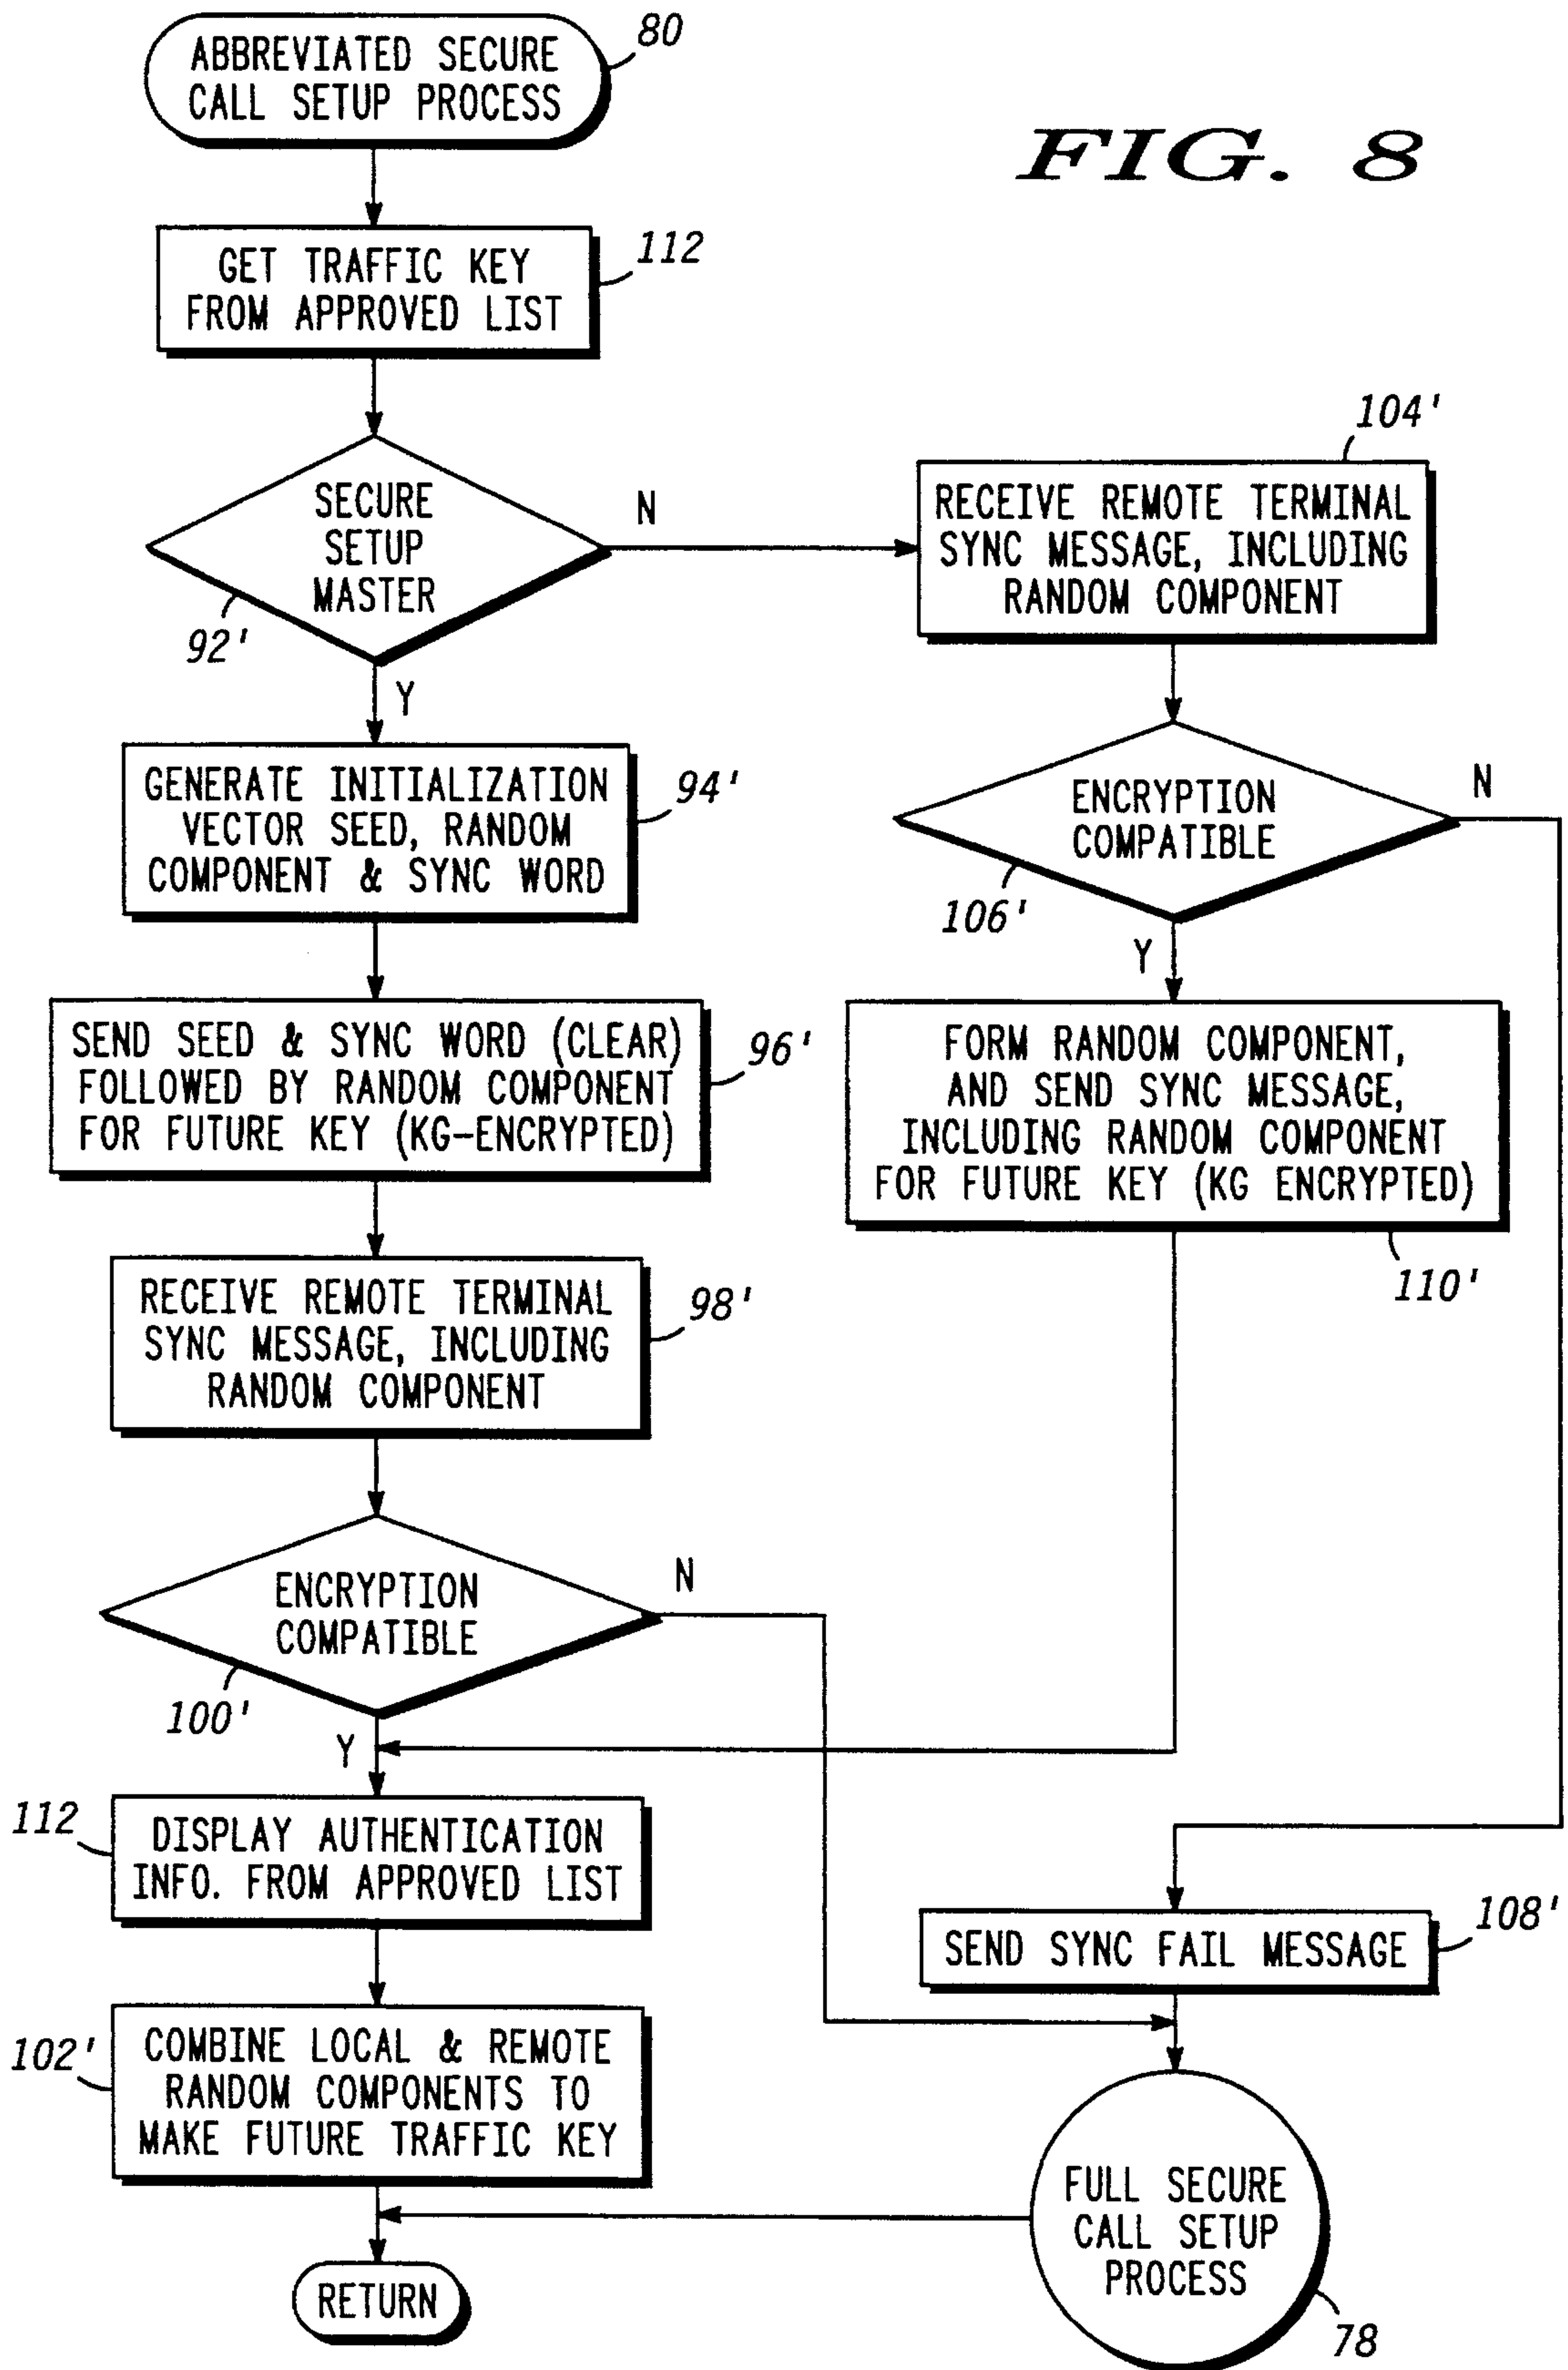 ABBREVIATED SECURE
CALL SETUP PROCESS
80
FIG. 8
GET TRAFFIC KEY
FROM APPROVED LIST
112
SECURE
SETUP
MASTER
92'
N
Y
104'
RECEIVE REMOTE TERMINAL
SYNC MESSAGE, INCLUDING
RANDOM COMPONENT
GENERATE INITIALIZATION
VECTOR SEED, RANDOM
COMPONENT & SYNC WORD
94'
ENCRYPTION
COMPATIBLE
106'
N
Y
SEND SEED & SYNC WORD (CLEAR)
FOLLOWED BY RANDOM COMPONENT
FOR FUTURE KEY (KG-ENCRYPTED)
96'
FORM RANDOM COMPONENT,
AND SEND SYNC MESSAGE,
INCLUDING RANDOM COMPONENT
FOR FUTURE KEY (KG ENCRYPTED)
110'
RECEIVE REMOTE TERMINAL
SYNC MESSAGE, INCLUDING
RANDOM COMPONENT
98'
ENCRYPTION
COMPATIBLE
100'
N
Y
112
DISPLAY AUTHENTICATION
INFO. FROM APPROVED LIST
SEND SYNC FAIL MESSAGE
108'
102'
COMBINE LOCAL & REMOTE
RANDOM COMPONENTS TO
MAKE FUTURE TRAFFIC KEY
FULL SECURE
CALL SETUP
PROCESS
78
RETURN